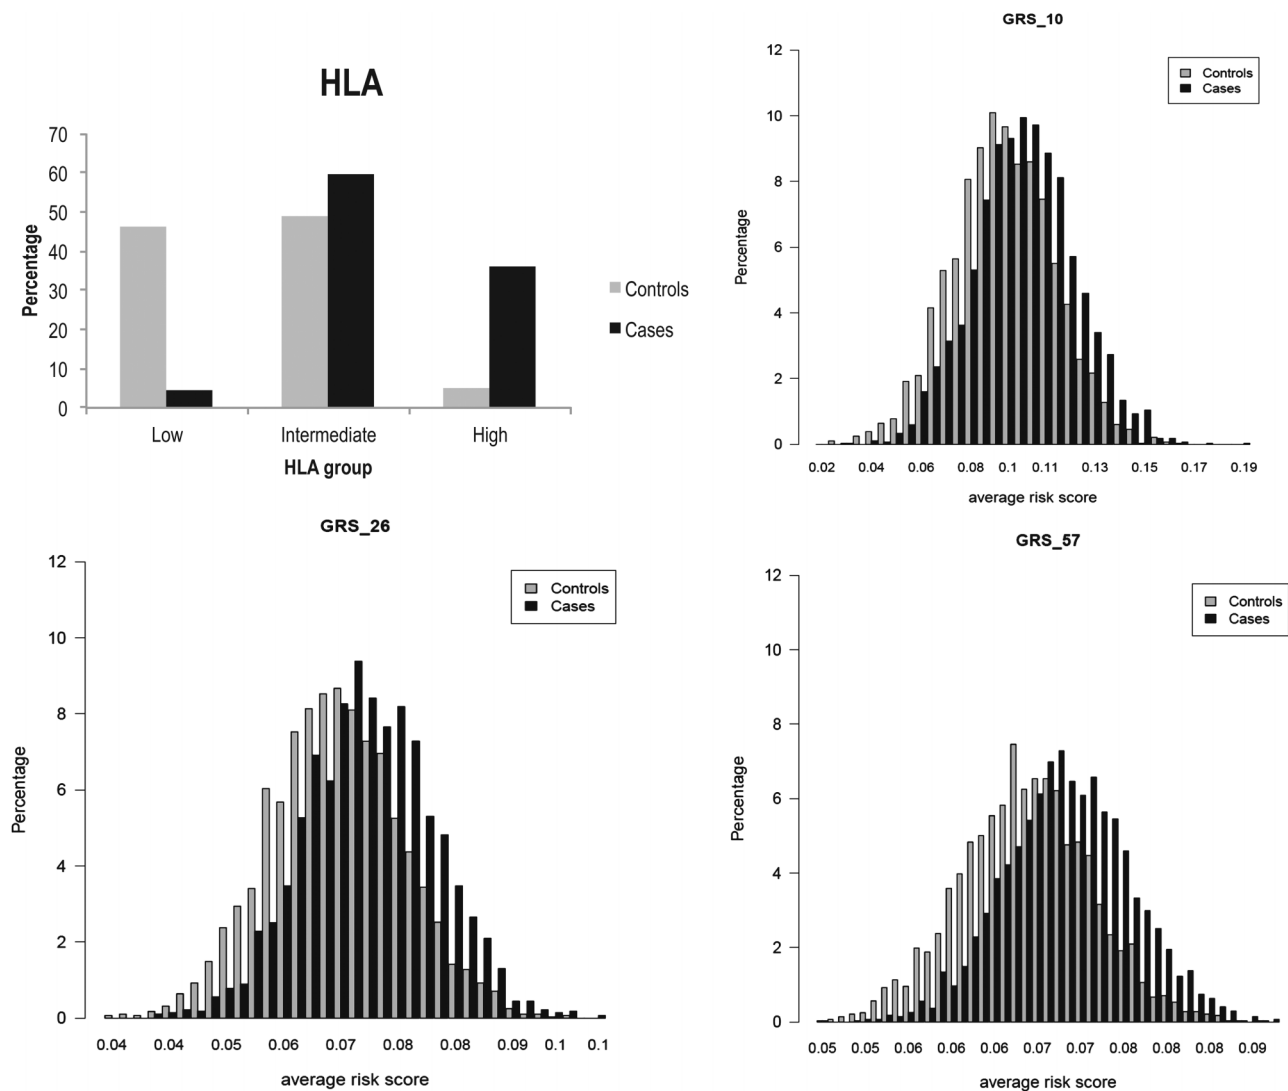 HLA
Percentage
70
60
50
40
30
20
10
0
Low Intermediate High
HLA group
Controls
Cases
GRS_10
Percentage
12
10
8
6
4
2
0
0.02 0.04 0.06 0.08 0.1 0.11 0.13 0.15 0.17 0.19
average risk score
Controls
Cases
GRS_26
Percentage
12
10
8
6
4
2
0
0.04 0.04 0.05 0.06 0.07 0.08 0.08 0.09 0.1 0.1
average risk score
Controls
Cases
GRS_57
Percentage
12
10
8
6
4
2
0
0.05 0.05 0.06 0.06 0.06 0.07 0.07 0.08 0.08 0.08 0.09
average risk score
Controls
Cases